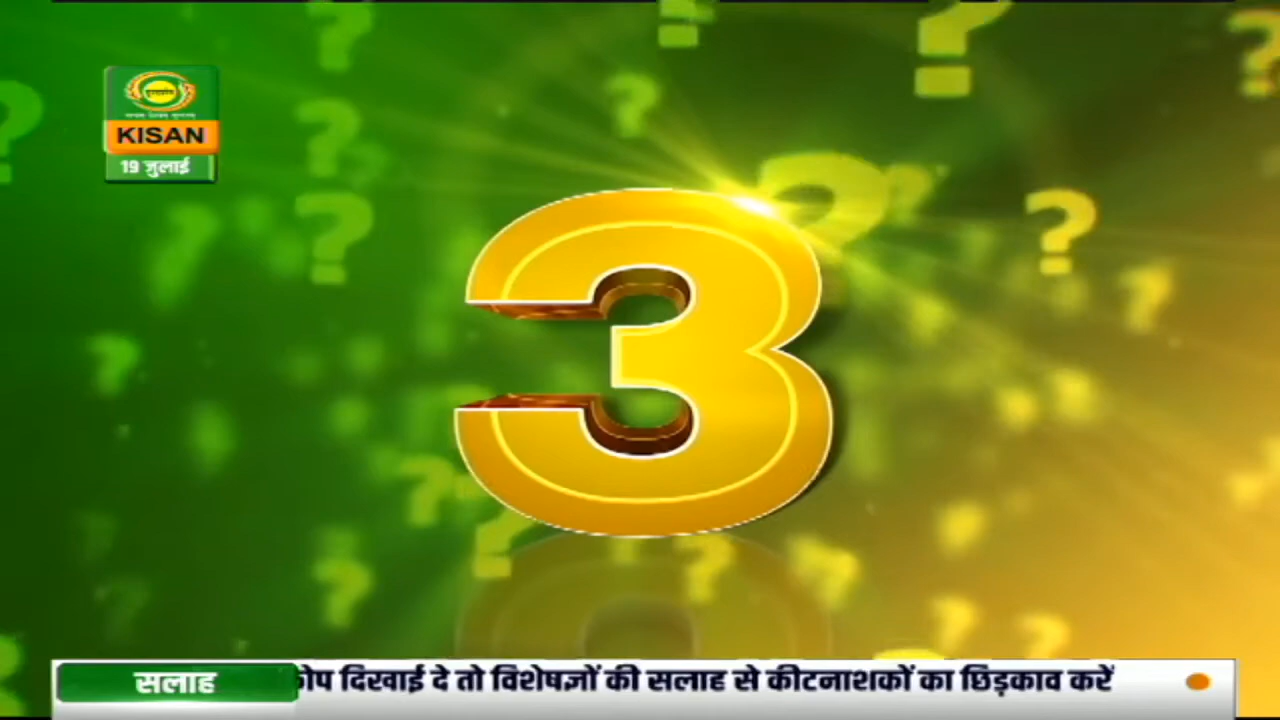 KISAN
19 जुलाई
3
सलाह
दिखाई दे तो विशेषज्ञों की सलाह से कीटनाशकों का छिड़काव करें